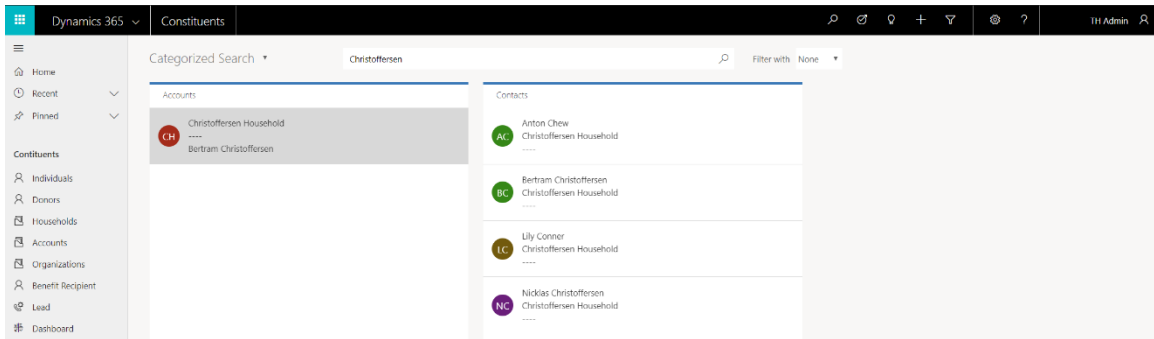 Dynamics 365 Constituents TH Admin
Home
Recent
Pinned
Contituents
Individuals
Donors
Households
Accounts
Organizations
Benefit Recipient
Lead
Dashboard
Categorized Search Christoffersen Filter with None
Accounts
CH
Christoffersen Household
----
Bertram Christoffersen
Contacts
AC
Anton Chew
Christoffersen Household
----
BC
Bertram Christoffersen
Christoffersen Household
----
LC
Lily Conner
Christoffersen Household
----
NC
Nicklas Christoffersen
Christoffersen Household
----